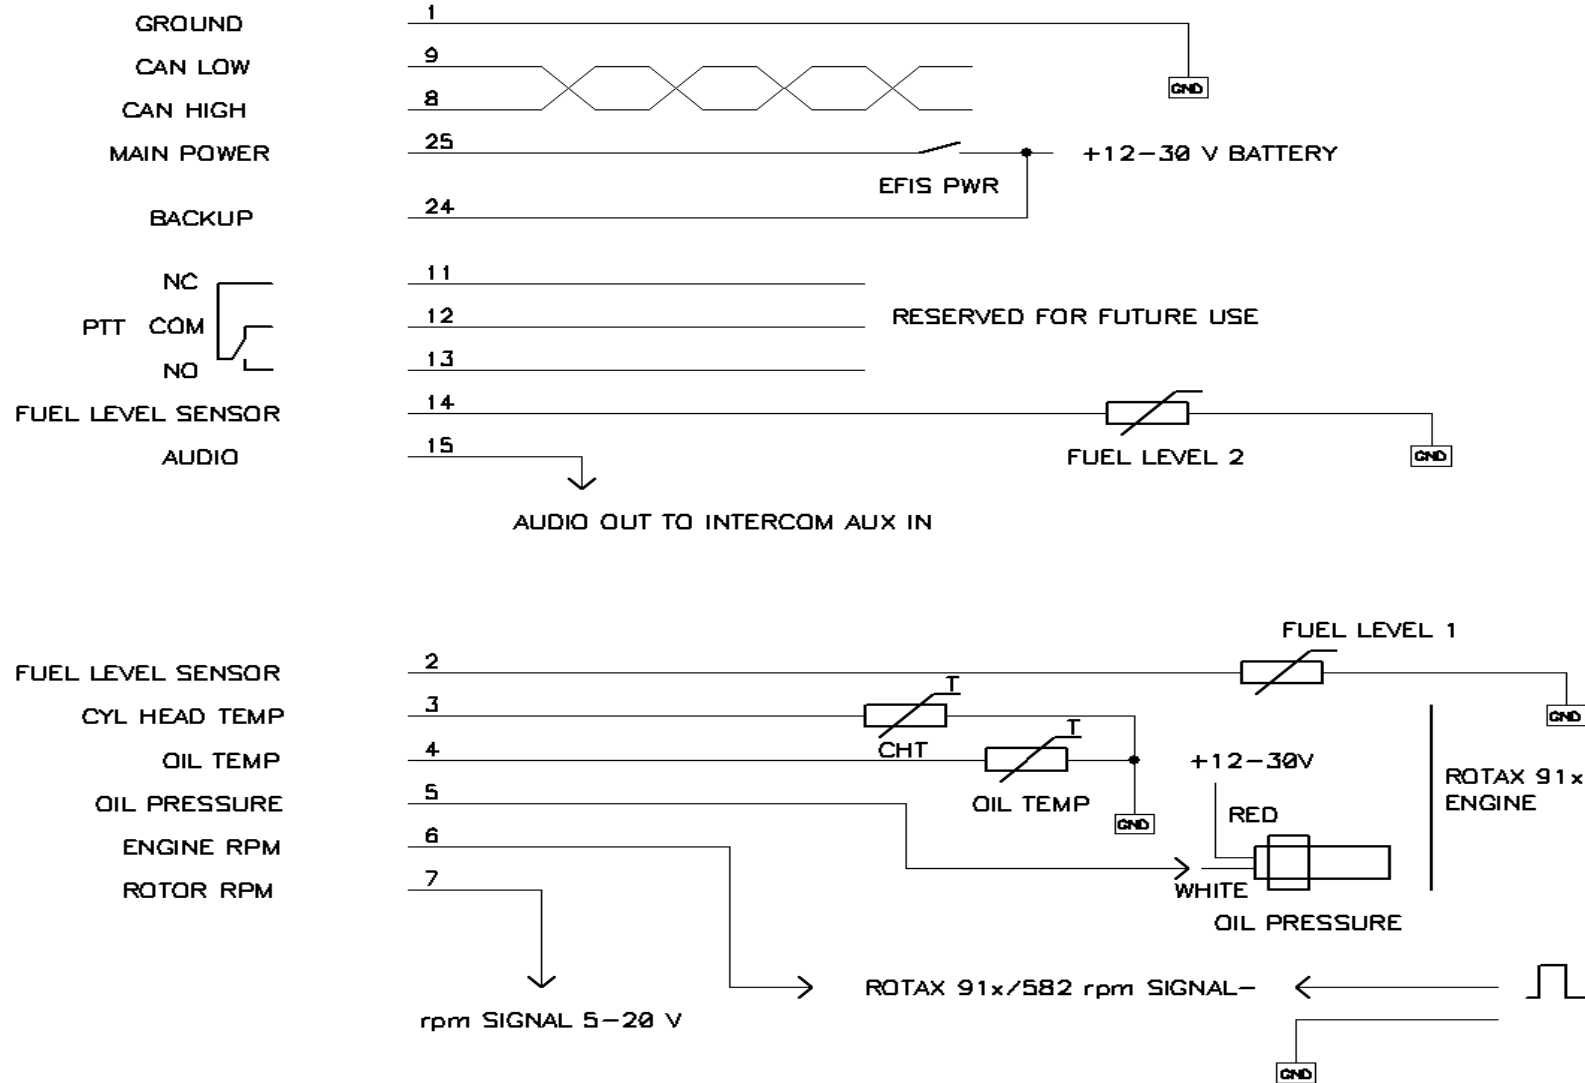 GROUND 1
GND
CAN LOW 9
CAN HIGH 8
MAIN POWER 25 +12-30 V BATTERY
EFIS PWR
BACKUP 24
NC 11
PTT COM 12 RESERVED FOR FUTURE USE
NO 13
FUEL LEVEL SENSOR 14
AUDIO 15 FUEL LEVEL 2 GND
AUDIO OUT TO INTERCOM AUX IN
FUEL LEVEL 1
FUEL LEVEL SENSOR 2
T
CYL HEAD TEMP 3 GND
T
CHT
OIL TEMP 4 +12-30V
ROTAX 91x
ENGINE
OIL PRESSURE 5 OIL TEMP
GND RED
ENGINE RPM 6
ROTOR RPM 7 WHITE
OIL PRESSURE
ROTAX 91x/582 rpm SIGNAL-
rpm SIGNAL 5-20 V
GND